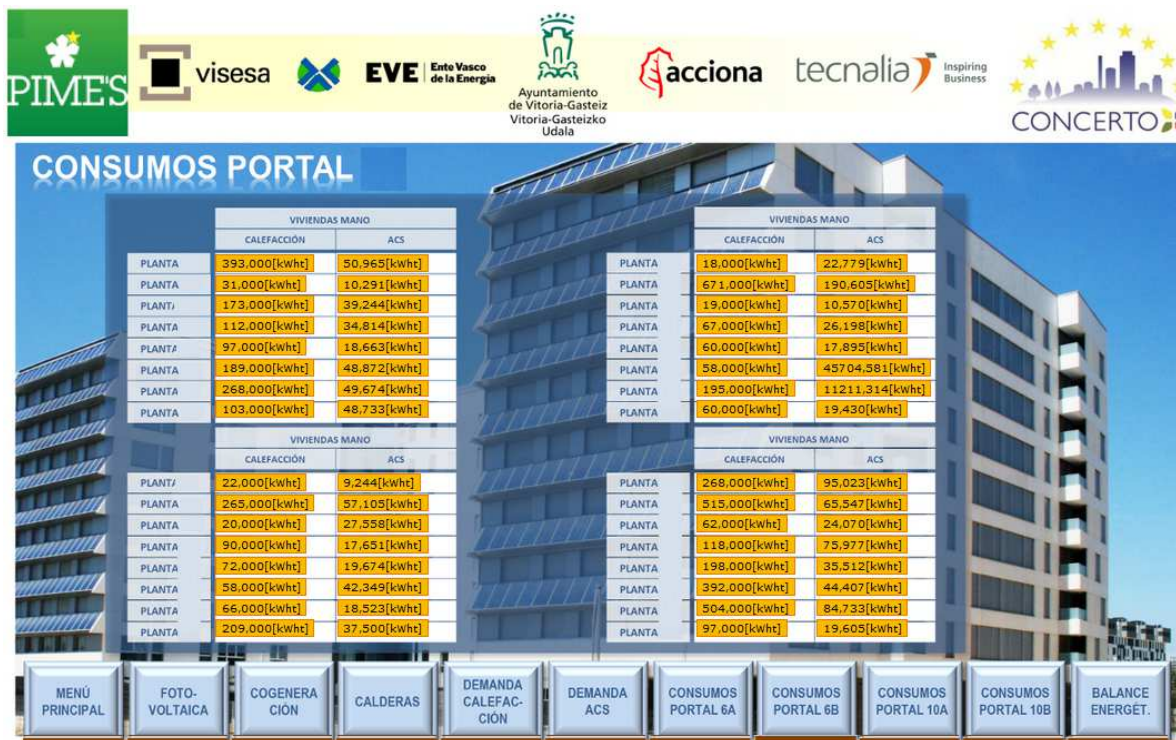 PIME'S
visesa
EVE
Ente Vasco
de la Energía
Ayuntamiento
de Vitoria-Gasteiz
Vitoria-Gasteizko
Udala
acciona
tecnalia
Inspiring
Business
CONCERTO
CONSUMOS PORTAL
VIVIENDAS MANO
CALEFACCIÓN ACS
PLANTA 393,000[kWht] 50,965[kWht]
PLANTA 31,000[kWht] 10,291[kWht]
PLANTA 173,000[kWht] 39,244[kWht]
PLANTA 112,000[kWht] 34,814[kWht]
PLANTA 97,000[kWht] 18,663[kWht]
PLANTA 189,000[kWht] 48,872[kWht]
PLANTA 268,000[kWht] 49,674[kWht]
PLANTA 103,000[kWht] 48,733[kWht]
VIVIENDAS MANO
CALEFACCIÓN ACS
PLANTA 18,000[kWht] 22,779[kWht]
PLANTA 671,000[kWht] 190,605[kWht]
PLANTA 19,000[kWht] 10,570[kWht]
PLANTA 67,000[kWht] 26,198[kWht]
PLANTA 60,000[kWht] 17,895[kWht]
PLANTA 58,000[kWht] 45704,581[kWht]
PLANTA 195,000[kWht] 11211,314[kWht]
PLANTA 60,000[kWht] 19,430[kWht]
VIVIENDAS MANO
CALEFACCIÓN ACS
PLANTA 22,000[kWht] 9,244[kWht]
PLANTA 265,000[kWht] 57,105[kWht]
PLANTA 20,000[kWht] 27,558[kWht]
PLANTA 90,000[kWht] 17,651[kWht]
PLANTA 72,000[kWht] 19,674[kWht]
PLANTA 58,000[kWht] 42,349[kWht]
PLANTA 66,000[kWht] 18,523[kWht]
PLANTA 209,000[kWht] 37,500[kWht]
VIVIENDAS MANO
CALEFACCIÓN ACS
PLANTA 268,000[kWht] 95,023[kWht]
PLANTA 515,000[kWht] 65,547[kWht]
PLANTA 62,000[kWht] 24,070[kWht]
PLANTA 118,000[kWht] 75,977[kWht]
PLANTA 198,000[kWht] 35,512[kWht]
PLANTA 392,000[kWht] 44,407[kWht]
PLANTA 504,000[kWht] 84,733[kWht]
PLANTA 97,000[kWht] 19,605[kWht]
MENÚ
PRINCIPAL
FOTO-
VOLTAICA
COGENERA
CIÓN
CALDERAS
DEMANDA
CALEFAC-
CIÓN
DEMANDA
ACS
CONSUMOS
PORTAL 6A
CONSUMOS
PORTAL 6B
CONSUMOS
PORTAL 10A
CONSUMOS
PORTAL 10B
BALANCE
ENERGÉT.